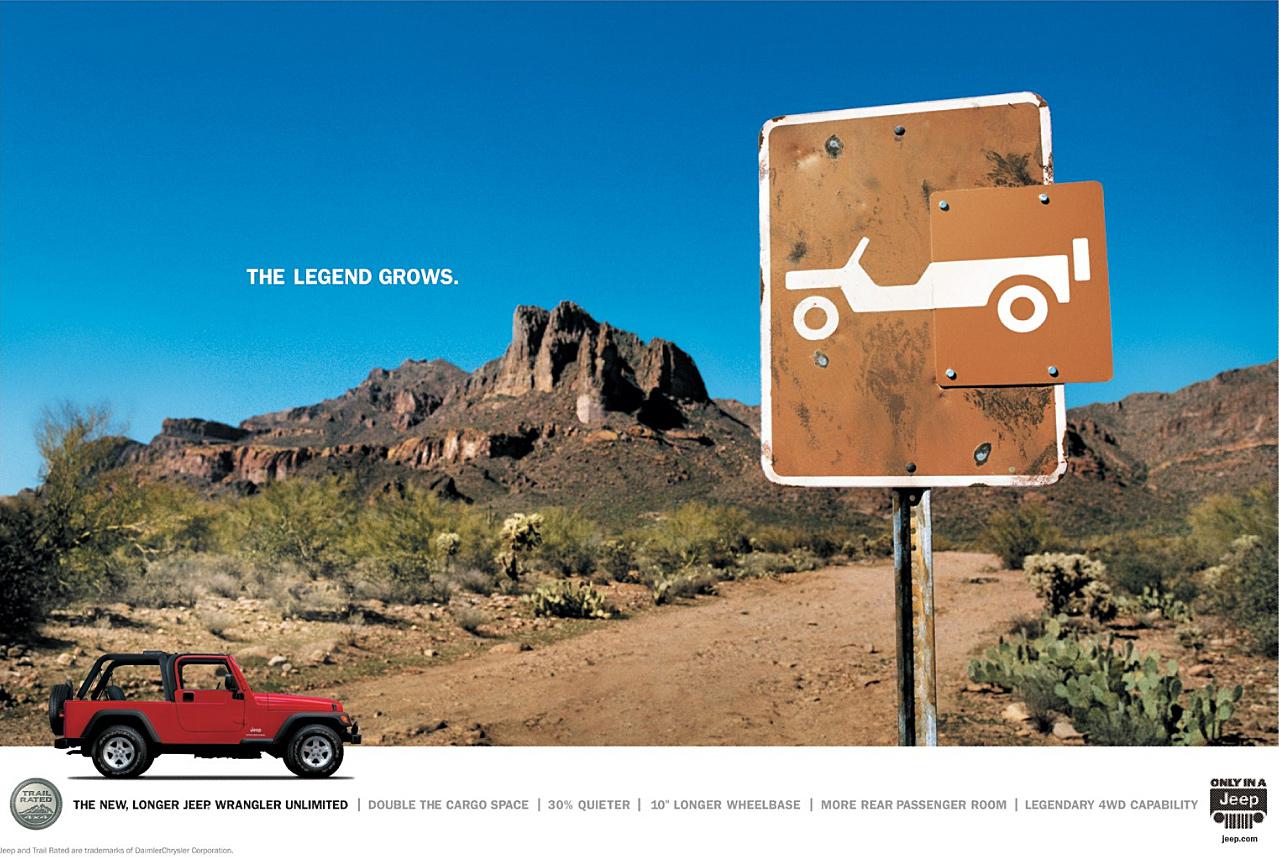 THE LEGEND GROWS.
TRAIL
RATED
4x4
THE NEW, LONGER JEEP WRANGLER UNLIMITED | DOUBLE THE CARGO SPACE | 30% QUIETER | 10" LONGER WHEELBASE | MORE REAR PASSENGER ROOM | LEGENDARY 4WD CAPABILITY
ONLY IN A
Jeep
jeep.com
Jeep
Jeep and Trail Rated are trademarks of DaimlerChrysler Corporation.